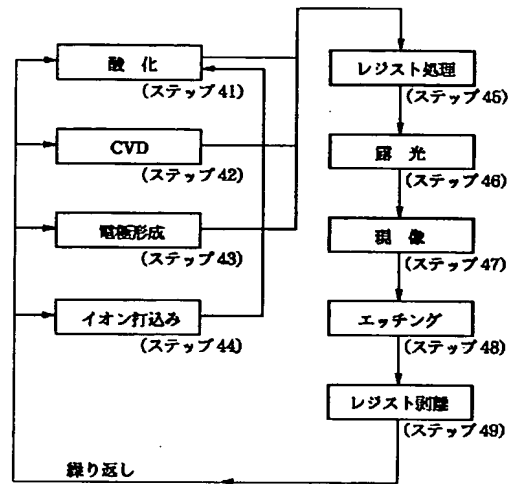 酸化
(ステップ41)
CVD
(ステップ42)
電極形成
(ステップ43)
イオン打込み
(ステップ44)
レジスト処理
(ステップ45)
露光
(ステップ46)
現像
(ステップ47)
エッチング
(ステップ48)
レジスト剥離
(ステップ49)
繰り返し